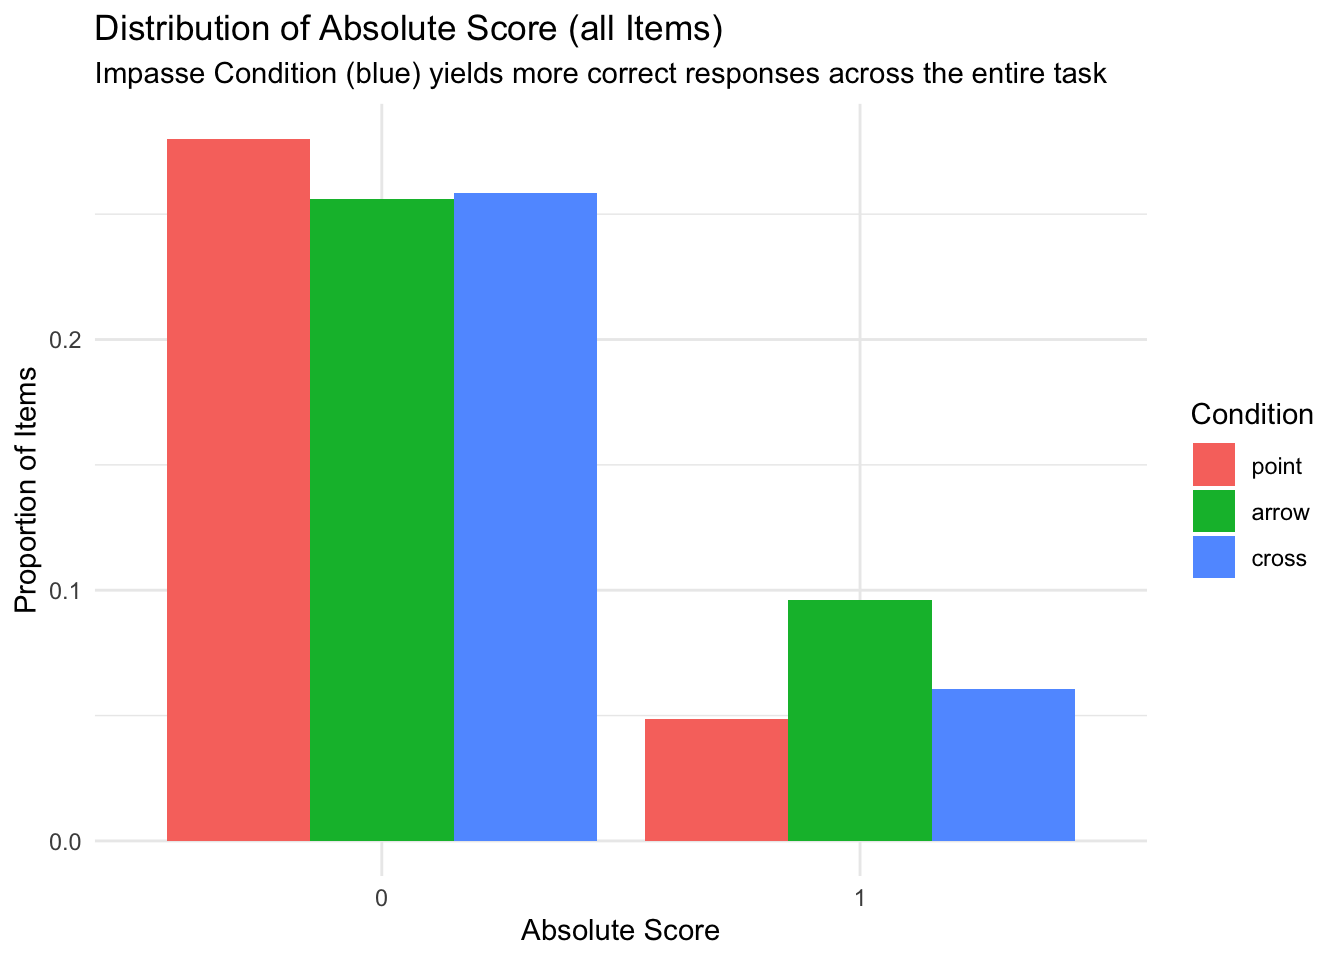 Distribution of Absolute Score (all Items)
Impasse Condition (blue) yields more correct responses across the entire task
Proportion of Items
0.2
0.1
0.0
0
1
Absolute Score
Condition
point
arrow
cross